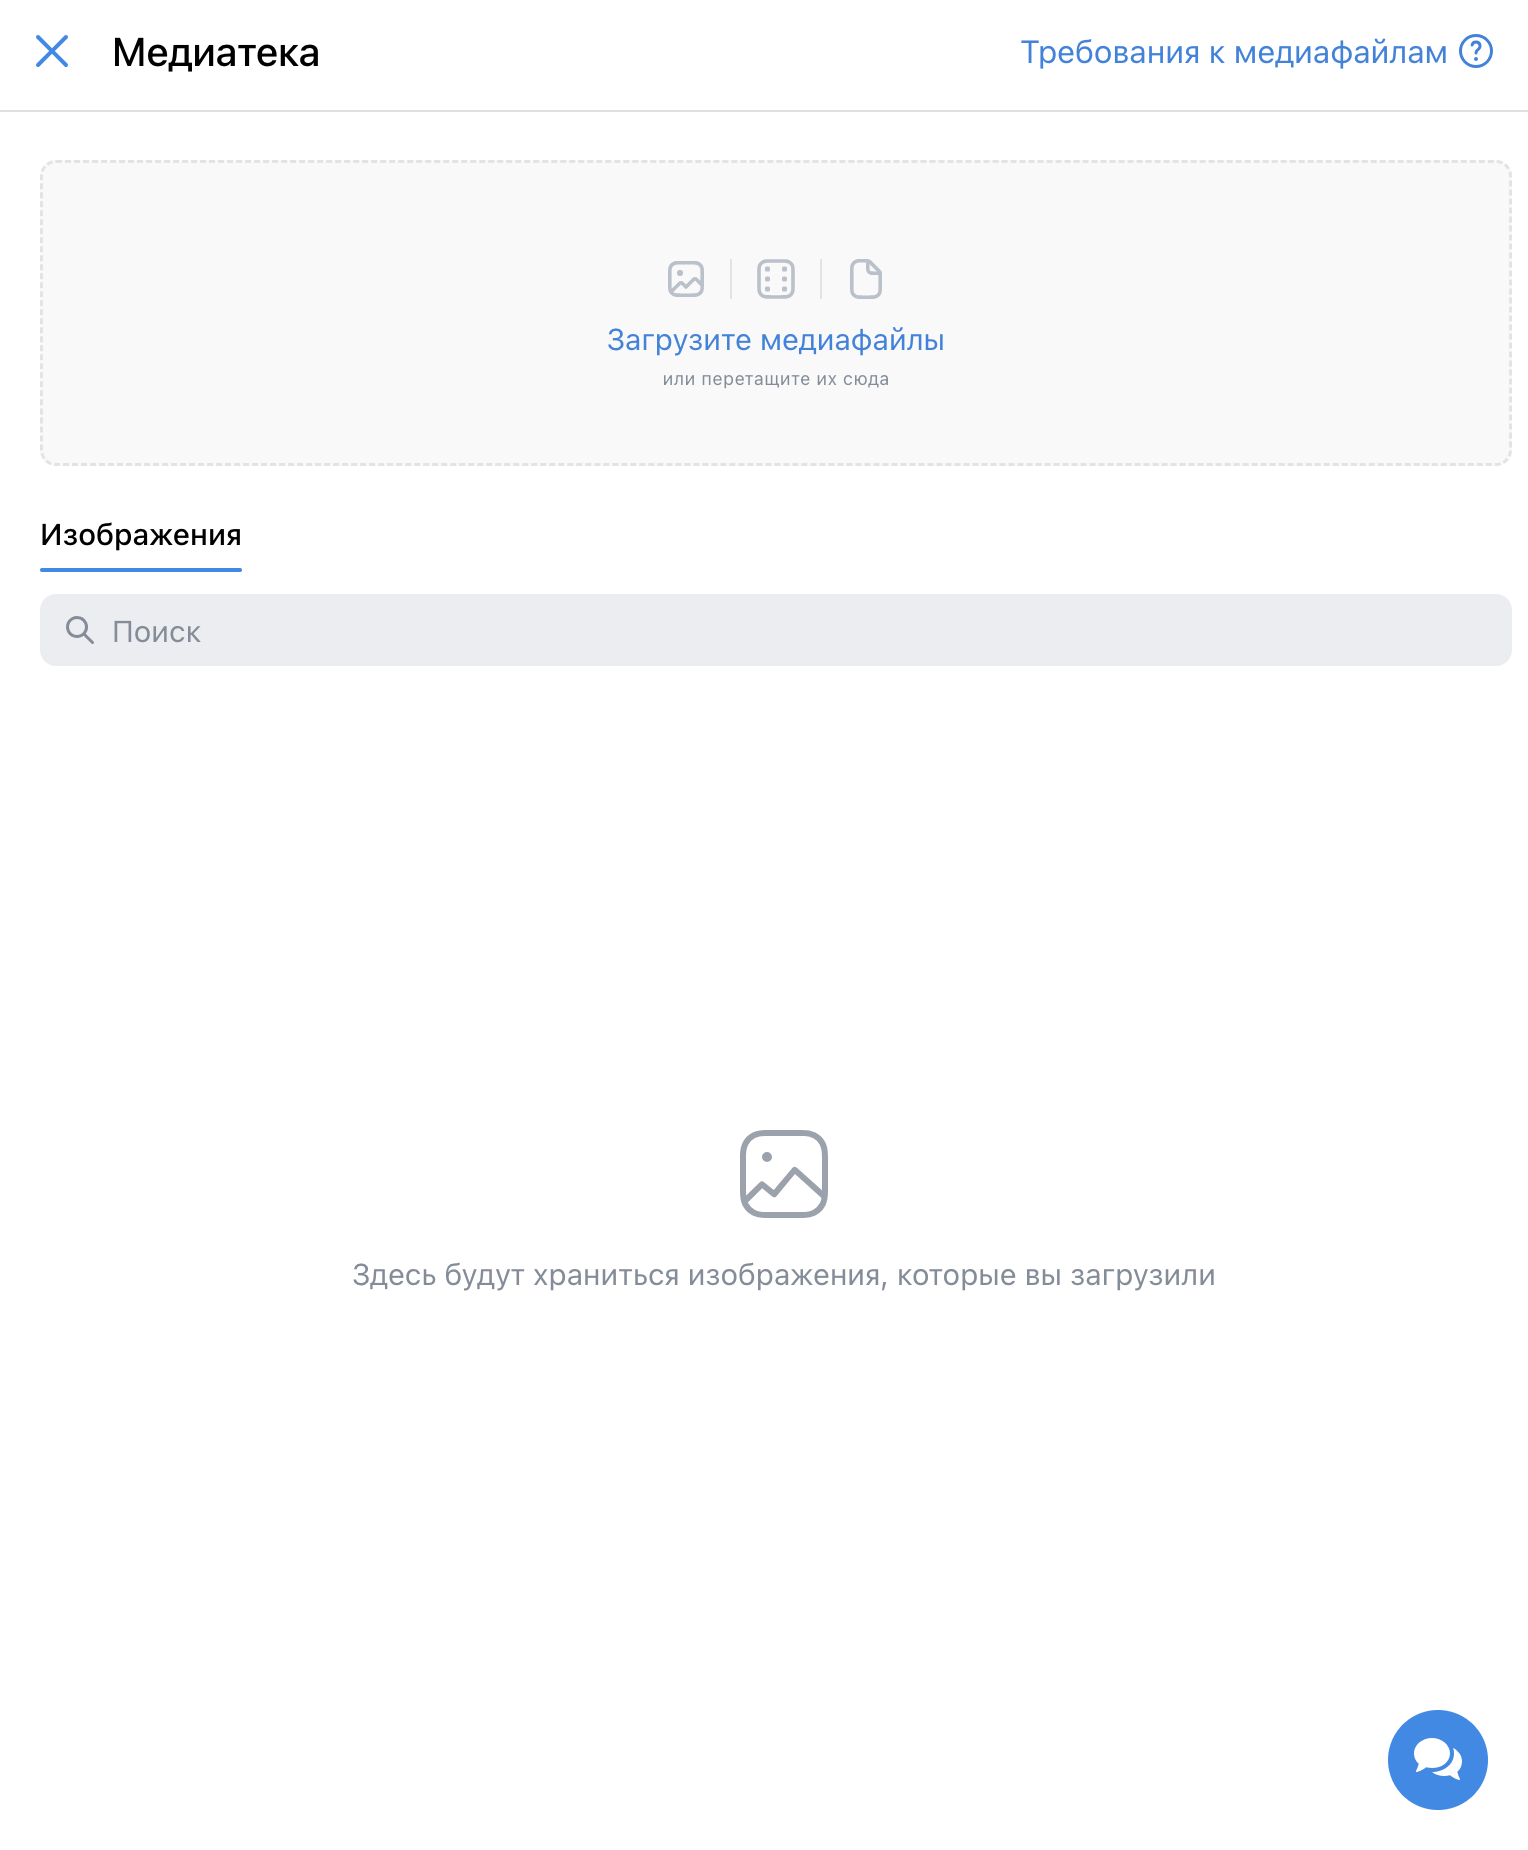 Медиатека
Требования к медиафайлам
Загрузите медиафайлы
или перетащите их сюда
Изображения
Поиск
Здесь будут храниться изображения, которые вы загрузили